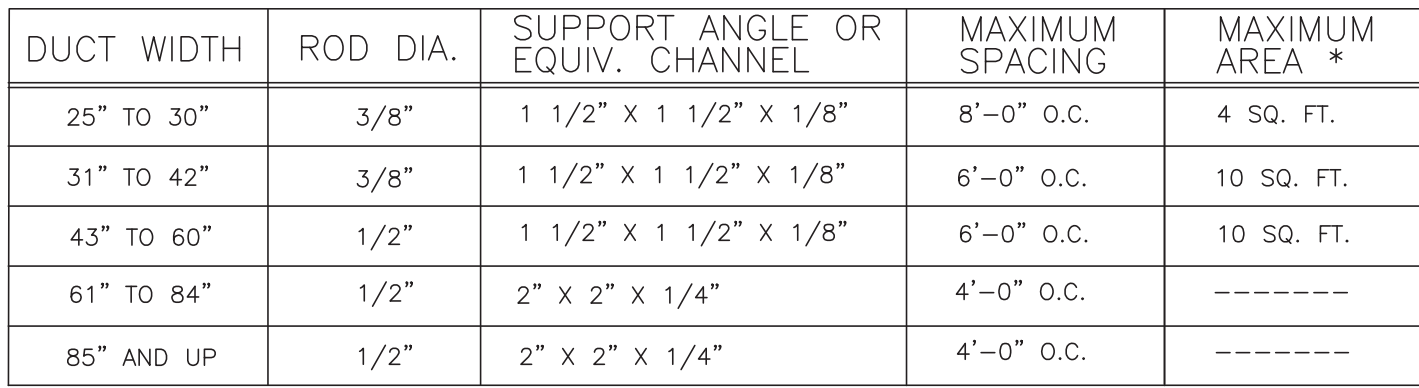 DUCT WIDTH ROD DIA. SUPPORT ANGLE OR EQUIV. CHANNEL MAXIMUM SPACING MAXIMUM AREA *
25” TO 30” 3/8” 1 1/2” X 1 1/2” X 1/8” 8’–0” O.C. 4 SQ. FT.
31” TO 42” 3/8” 1 1/2” X 1 1/2” X 1/8” 6’–0” O.C. 10 SQ. FT.
43” TO 60” 1/2” 1 1/2” X 1 1/2” X 1/8” 6’–0” O.C. 10 SQ. FT.
61” TO 84” 1/2” 2” X 2” X 1/4” 4’–0” O.C. –––––––
85” AND UP 1/2” 2” X 2” X 1/4” 4’–0” O.C. –––––––